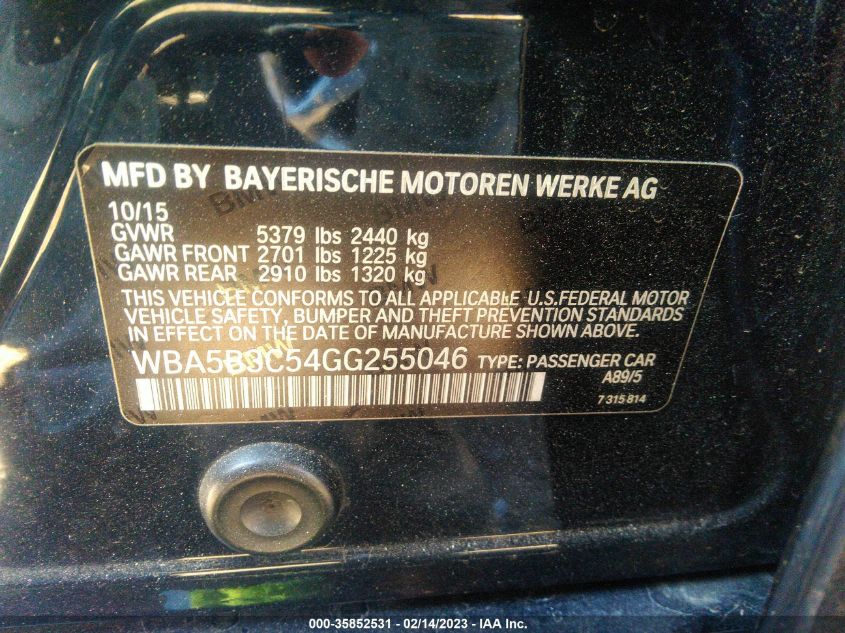 MFD BY BAYERISCHE MOTOREN WERKE AG
10/15
GVWR 5379 lbs 2440 kg
GAWR FRONT 2701 lbs 1225 kg
GAWR REAR 2910 lbs 1320 kg
THIS VEHICLE CONFORMS TO ALL APPLICABLE U.S.FEDERAL MOTOR
VEHICLE SAFETY, BUMPER AND THEFT PREVENTION STANDARDS
IN EFFECT ON THE DATE OF MANUFACTURE SHOWN ABOVE.
WBA5B3C54GG255046 TYPE: PASSENGER CAR
A89/5
7 315 814
000-35852531 - 02/14/2023 - IAA Inc.